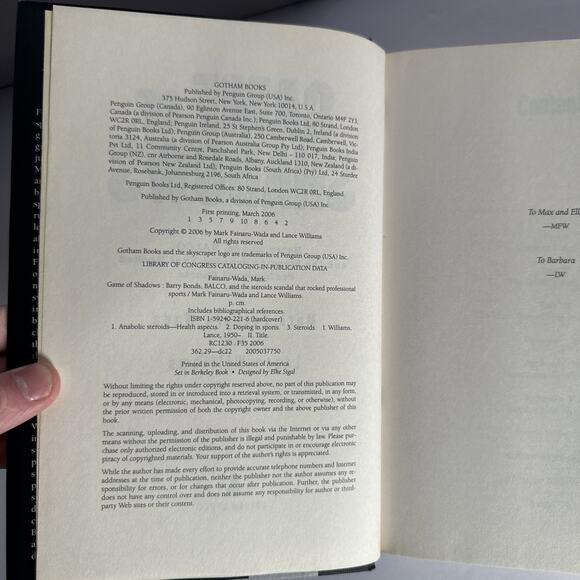 GOTHAM BOOKS
Published by Penguin Group (USA) Inc.
375 Hudson Street, New York, New York 10014, U.S.A.
Penguin Group (Canada), 90 Eglinton Avenue East, Suite 700, Toronto, Ontario M4P 2Y3,
Canada (a division of Pearson Penguin Canada Inc.); Penguin Books Ltd, 80 Strand, London
WC2R 0RL, England; Penguin Ireland, 25 St Stephen's Green, Dublin 2, Ireland (a division
of Penguin Books Ltd); Penguin Group (Australia), 250 Camberwell Road, Camberwell, Vic-
toria 3124, Australia (a division of Pearson Australia Group Pty Ltd); Penguin Books India
Pvt Ltd, 11 Community Centre, Panchsheel Park, New Delhi – 110 017, India; Penguin
Group (NZ), cnr Airborne and Rosedale Roads, Albany, Auckland 1310, New Zealand (a di-
vision of Pearson New Zealand Ltd); Penguin Books (South Africa) (Pty) Ltd, 24 Sturdee
Avenue, Rosebank, Johannesburg 2196, South Africa
Penguin Books Ltd, Registered Offices: 80 Strand, London WC2R 0RL, England
Published by Gotham Books, a division of Penguin Group (USA) Inc.
First printing, March 2006
1 3 5 7 9 10 8 6 4 2
Copyright © 2006 by Mark Fainaru-Wada and Lance Williams
All rights reserved
Gotham Books and the skyscraper logo are trademarks of Penguin Group (USA) Inc.
LIBRARY OF CONGRESS CATALOGING-IN-PUBLICATION DATA
Fainaru-Wada, Mark.
Game of Shadows : Barry Bonds, BALCO, and the steroids scandal that rocked professional
sports / Mark Fainaru-Wada and Lance Williams.
p. cm.
Includes bibliographical references.
ISBN 1-59240-221-6 (hardcover)
1. Anabolic steroids—Health aspects. 2. Doping in sports. 3. Steroids. I. Williams,
Lance, 1950– II. Title.
RC1230 .F35 2006
362.29—dc22 2005037750
Printed in the United States of America
Set in Berkeley Book • Designed by Elke Sigal
Without limiting the rights under copyright reserved above, no part of this publication may
be reproduced, stored in or introduced into a retrieval system, or transmitted, in any form,
or by any means (electronic, mechanical, photocopying, recording, or otherwise), without
the prior written permission of both the copyright owner and the above publisher of this
book.
The scanning, uploading, and distribution of this book via the Internet or via any other
means without the permission of the publisher is illegal and punishable by law. Please pur-
chase only authorized electronic editions, and do not participate in or encourage electronic
piracy of copyrighted materials. Your support of the author's rights is appreciated.
While the author has made every effort to provide accurate telephone numbers and Internet
addresses at the time of publication, neither the publisher nor the author assumes any re-
sponsibility for errors, or for changes that occur after publication. Further, the publisher
does not have any control over and does not assume any responsibility for author or third-
party Web sites or their content.
To Max and
—MFW
To Barbara
—LW